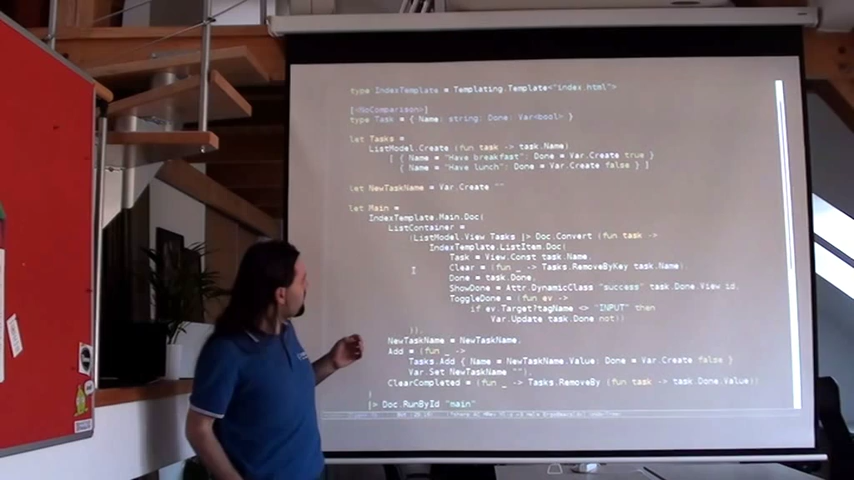 type IndexTemplate = Templating.Template<"index.html">
[<NoComparison>]
type Task = { Name: string; Done: Var<bool> }
let Tasks =
ListModel.Create (fun task -> task.Name)
[ { Name = "Have breakfast"; Done = Var.Create true }
{ Name = "Have lunch"; Done = Var.Create false } ]
let NewTaskName = Var.Create ""
let Main =
IndexTemplate.Main.Doc(
ListContainer =
(ListModel.View Tasks |> Doc.Convert (fun task ->
IndexTemplate.ListItem.Doc(
Task = View.Const task.Name,
Clear = (fun _ -> Tasks.RemoveByKey task.Name),
Done = task.Done,
ShowDone = Attr.DynamicClass "success" task.Done.View id,
ToggleDone = (fun ev ->
if ev.Target?tagName <> "INPUT" then
Var.Update task.Done not))
)),
NewTaskName = NewTaskName,
Add = (fun _ ->
Tasks.Add { Name = NewTaskName.Value; Done = Var.Create false }
Var.Set NewTaskName ""),
ClearCompleted = (fun _ -> Tasks.RemoveBy (fun task -> task.Done.Value))
)
|> Doc.RunById "main"